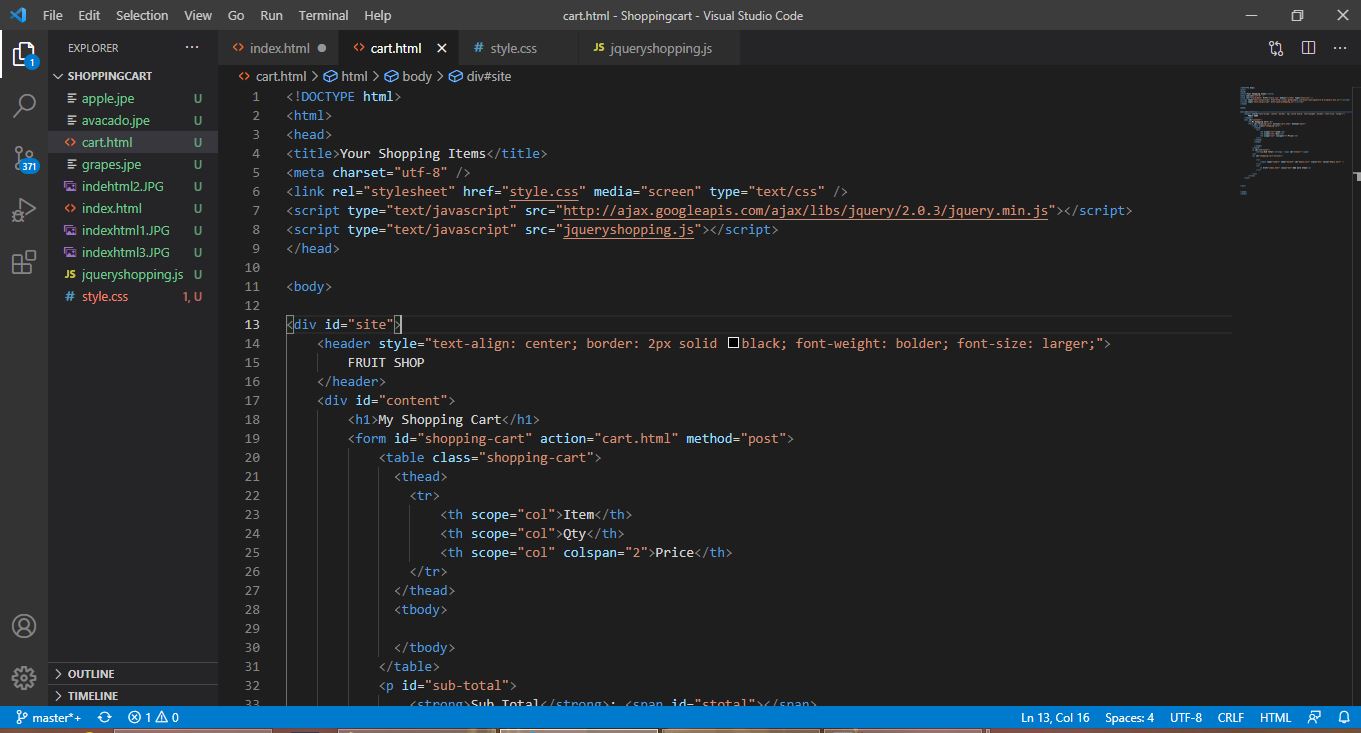 File Edit Selection View Go Run Terminal Help
cart.html - Shoppingcart - Visual Studio Code
1
371
EXPLORER
SHOPPINGCART
apple.jpe U
avacado.jpe U
cart.html U
grapes.jpe U
indehtml2.JPG U
index.html U
indexhtml1.JPG U
indexhtml3.JPG U
JS jqueryshopping.js U
# style.css 1, U
OUTLINE
TIMELINE
index.html
cart.html
# style.css
JS jqueryshopping.js
cart.html > html > body > div#site
1 <!DOCTYPE html>
2 <html>
3 <head>
4 <title>Your Shopping Items</title>
5 <meta charset="utf-8" />
6 <link rel="stylesheet" href="style.css" media="screen" type="text/css" />
7 <script type="text/javascript" src="http://ajax.googleapis.com/ajax/libs/jquery/2.0.3/jquery.min.js"></script>
8 <script type="text/javascript" src="jqueryshopping.js"></script>
9 </head>
10
11 <body>
12
13 <div id="site">
14 <header style="text-align: center; border: 2px solid black; font-weight: bolder; font-size: larger;">
15 FRUIT SHOP
16 </header>
17 <div id="content">
18 <h1>My Shopping Cart</h1>
19 <form id="shopping-cart" action="cart.html" method="post">
20 <table class="shopping-cart">
21 <thead>
22 <tr>
23 <th scope="col">Item</th>
24 <th scope="col">Qty</th>
25 <th scope="col" colspan="2">Price</th>
26 </tr>
27 </thead>
28 <tbody>
29
30 </tbody>
31 </table>
32 <p id="sub-total">
33 <strong>Sub Total</strong>: <span id="stotal"></span>
master*+ 1 0
Ln 13, Col 16 Spaces: 4 UTF-8 CRLF HTML